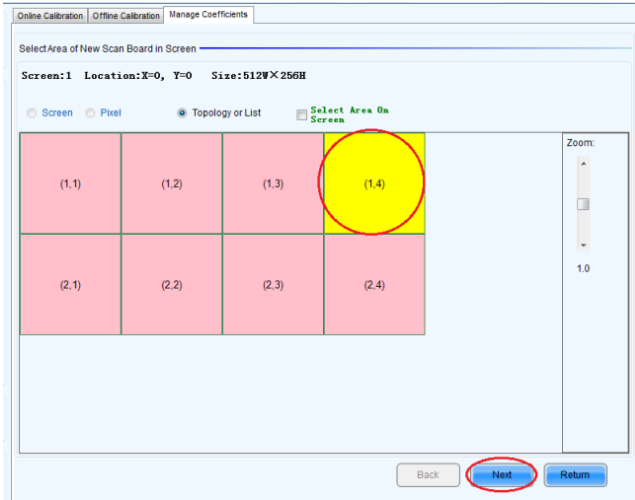 Online Calibration Offline Calibration Manage Coefficients
Select Area of New Scan Board in Screen
Screen:1 Location:X=0, Y=0 Size:512W×256H
Screen Pixel Topology or List Select Area On Screen
Zoom:
(1,1) (1,2) (1,3) (1,4)
1.0
(2,1) (2,2) (2,3) (2,4)
Back Next Return